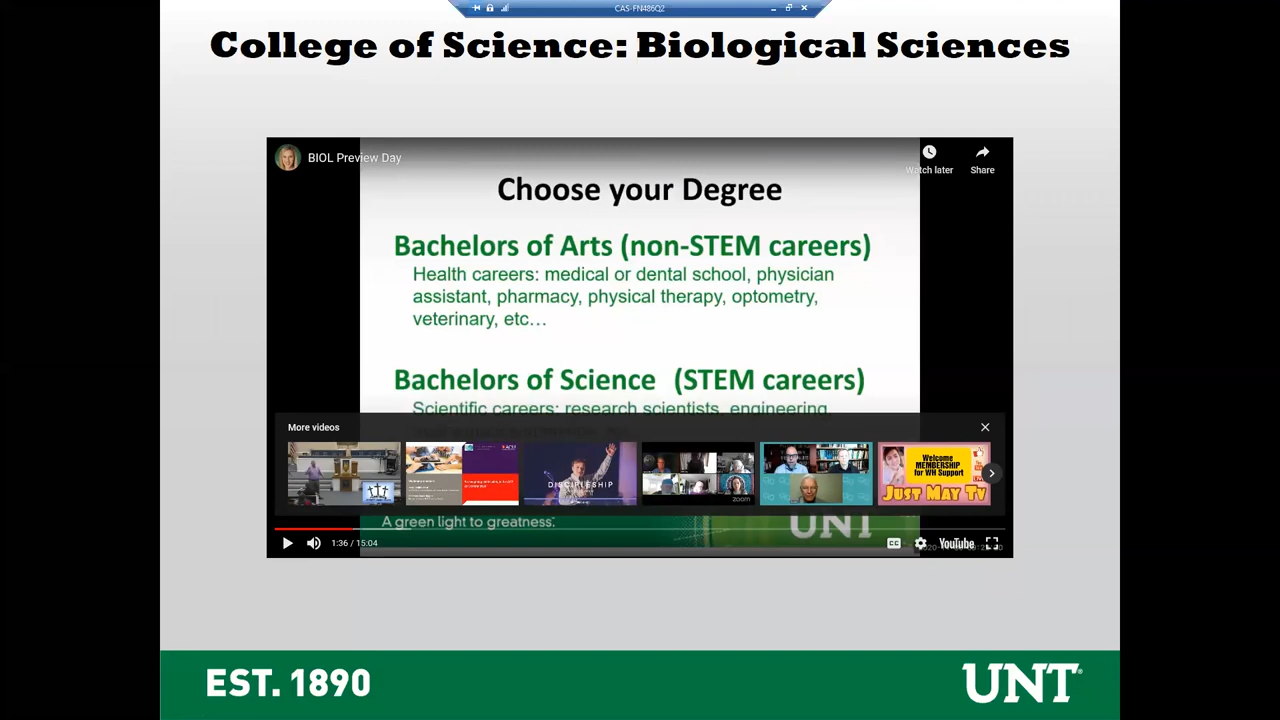 CAS-FN486Q2
College of Science: Biological Sciences
BIOL Preview Day
Watch later
Share
Choose your Degree
Bachelors of Arts (non-STEM careers)
Health careers: medical or dental school, physician
assistant, pharmacy, physical therapy, optometry,
veterinary, etc...
Bachelors of Science (STEM careers)
Scientific careers: research scientists, engineering,
More videos
DISCIPLESHIP
zoom
Welcome
MEMBERSHIP
for WH Support
JUST MAY TV
A green light to greatness.
UNT
1:36 / 15:04
CC
YouTube
EST. 1890
UNT